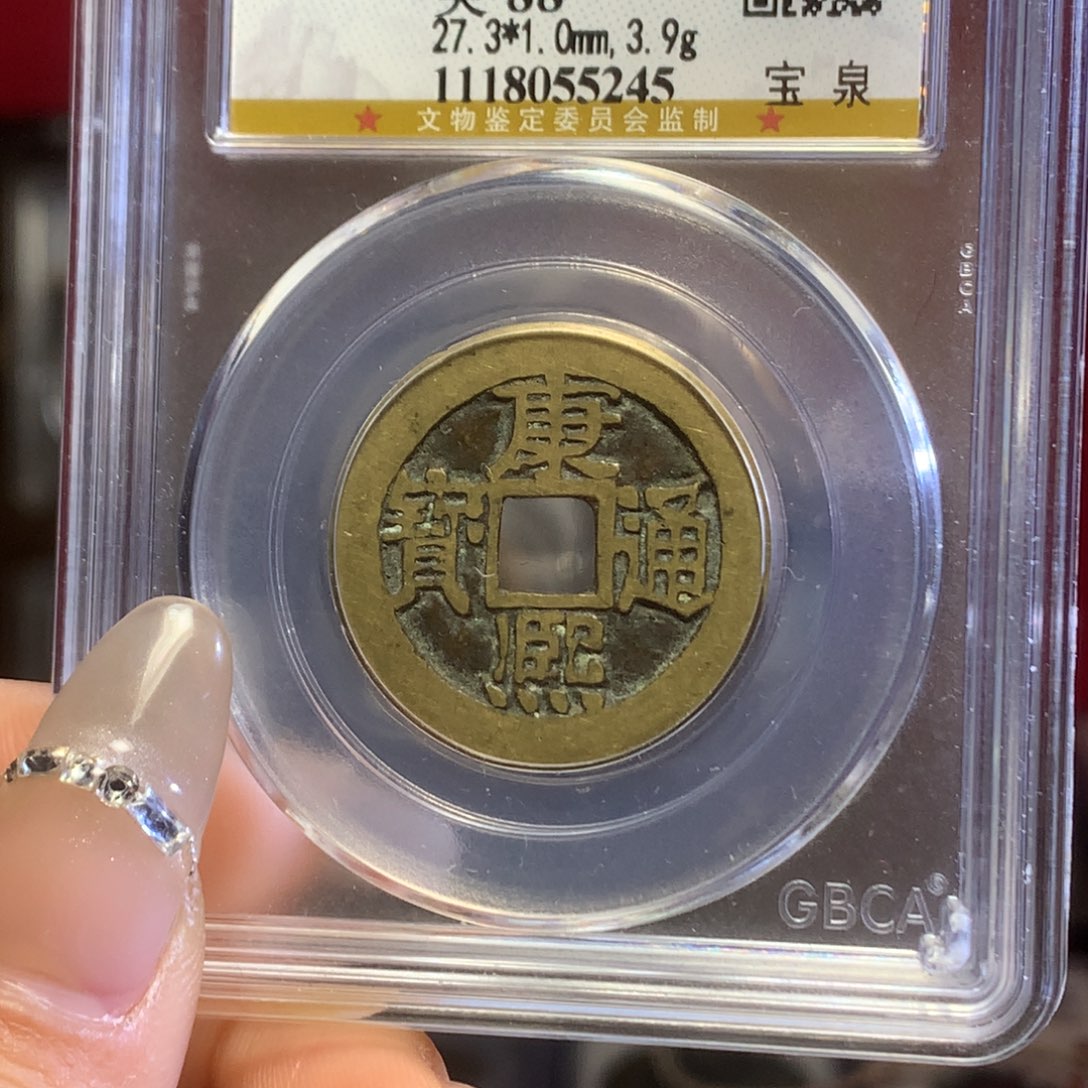 27.3*1.0mm, 3.9g
1118055245 宝 泉
★ 文物鉴定委员会监制 ★
GBCA
康熙通寶
GBCA®